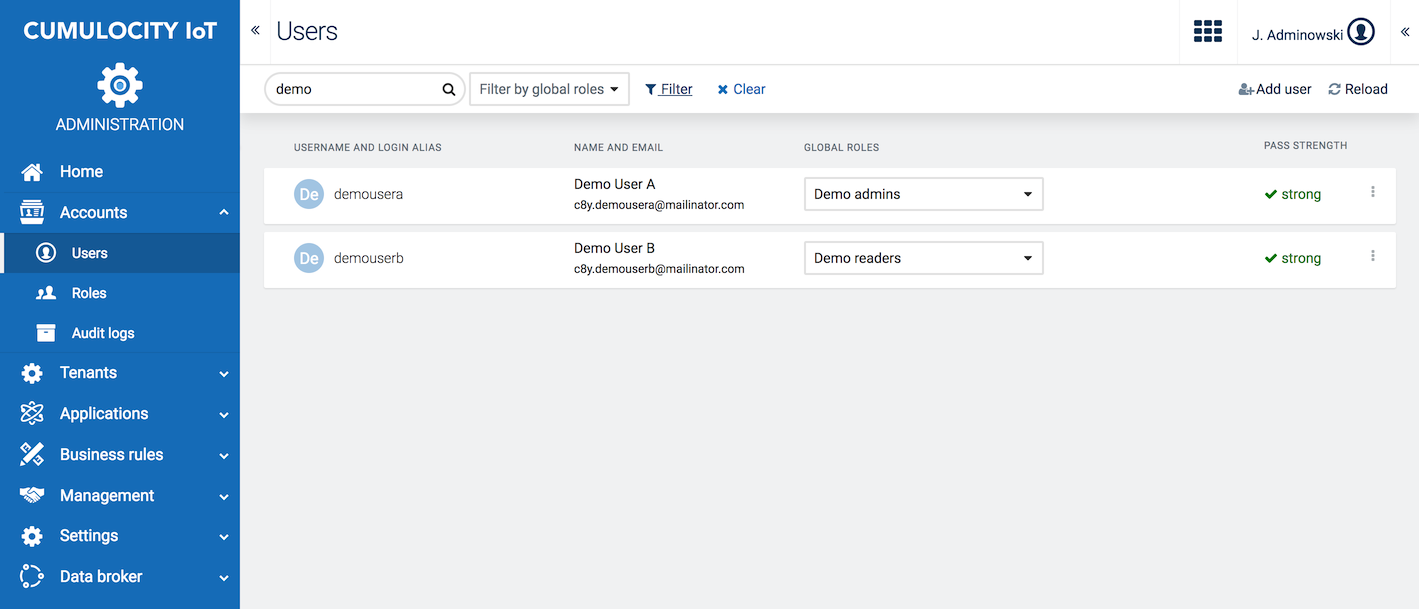 CUMULOCITY IoT
ADMINISTRATION
Home
Accounts
Users
Roles
Audit logs
Tenants
Applications
Business rules
Management
Settings
Data broker
« Users
J. Adminowski «
demo Filter by global roles Filter Clear Add user Reload
USERNAME AND LOGIN ALIAS NAME AND EMAIL GLOBAL ROLES PASS STRENGTH
De demousera Demo User A Demo admins strong
c8y.demousera@mailinator.com
De demouserb Demo User B Demo readers strong
c8y.demouserb@mailinator.com